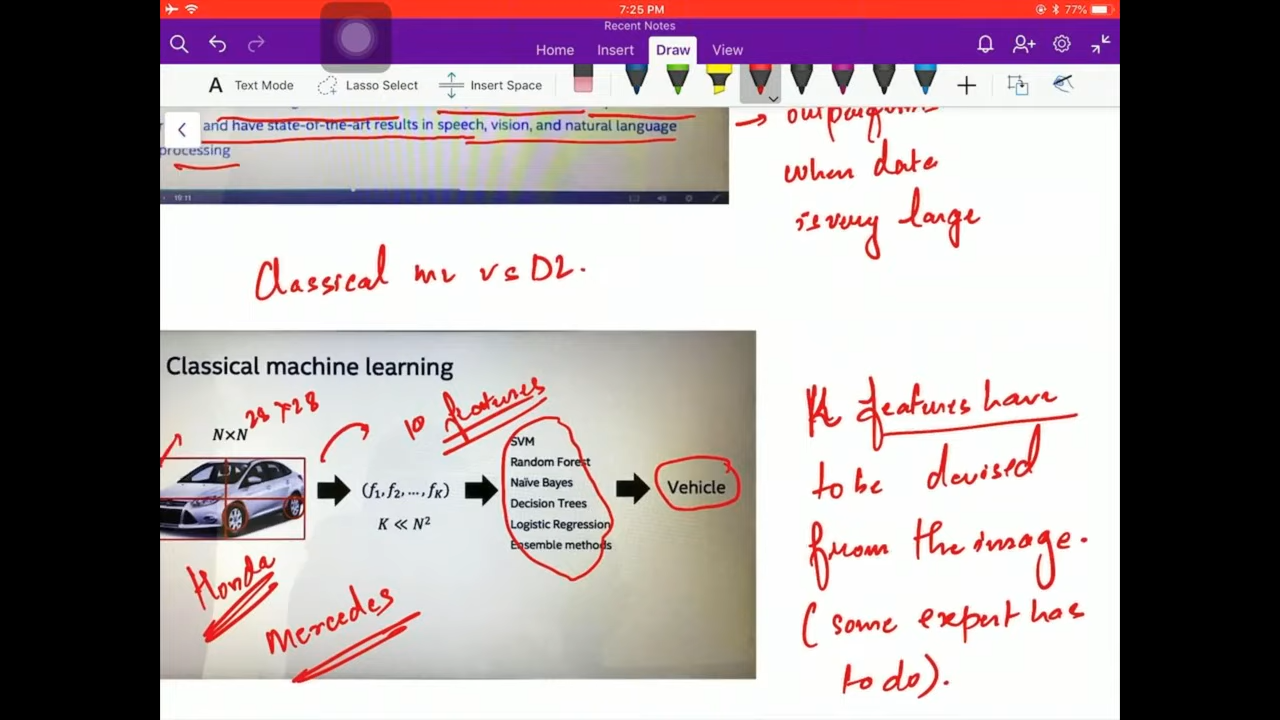 7:25 PM
77%
Recent Notes
Home Insert Draw View
A Text Mode Lasso Select Insert Space
and have state-of-the-art results in speech, vision, and natural language
processing
19:11
when data
is very large
Classical ML vs DL.
Classical machine learning
N×N 28×28
10 features
SVM
Random Forest
Naïve Bayes
Decision Trees
Logistic Regression
Ensemble methods
(f₁, f₂, ..., f_K)
K ≪ N²
Vehicle
Honda
Mercedes
K features have
to be devised
from the image.
(some expert has
to do).